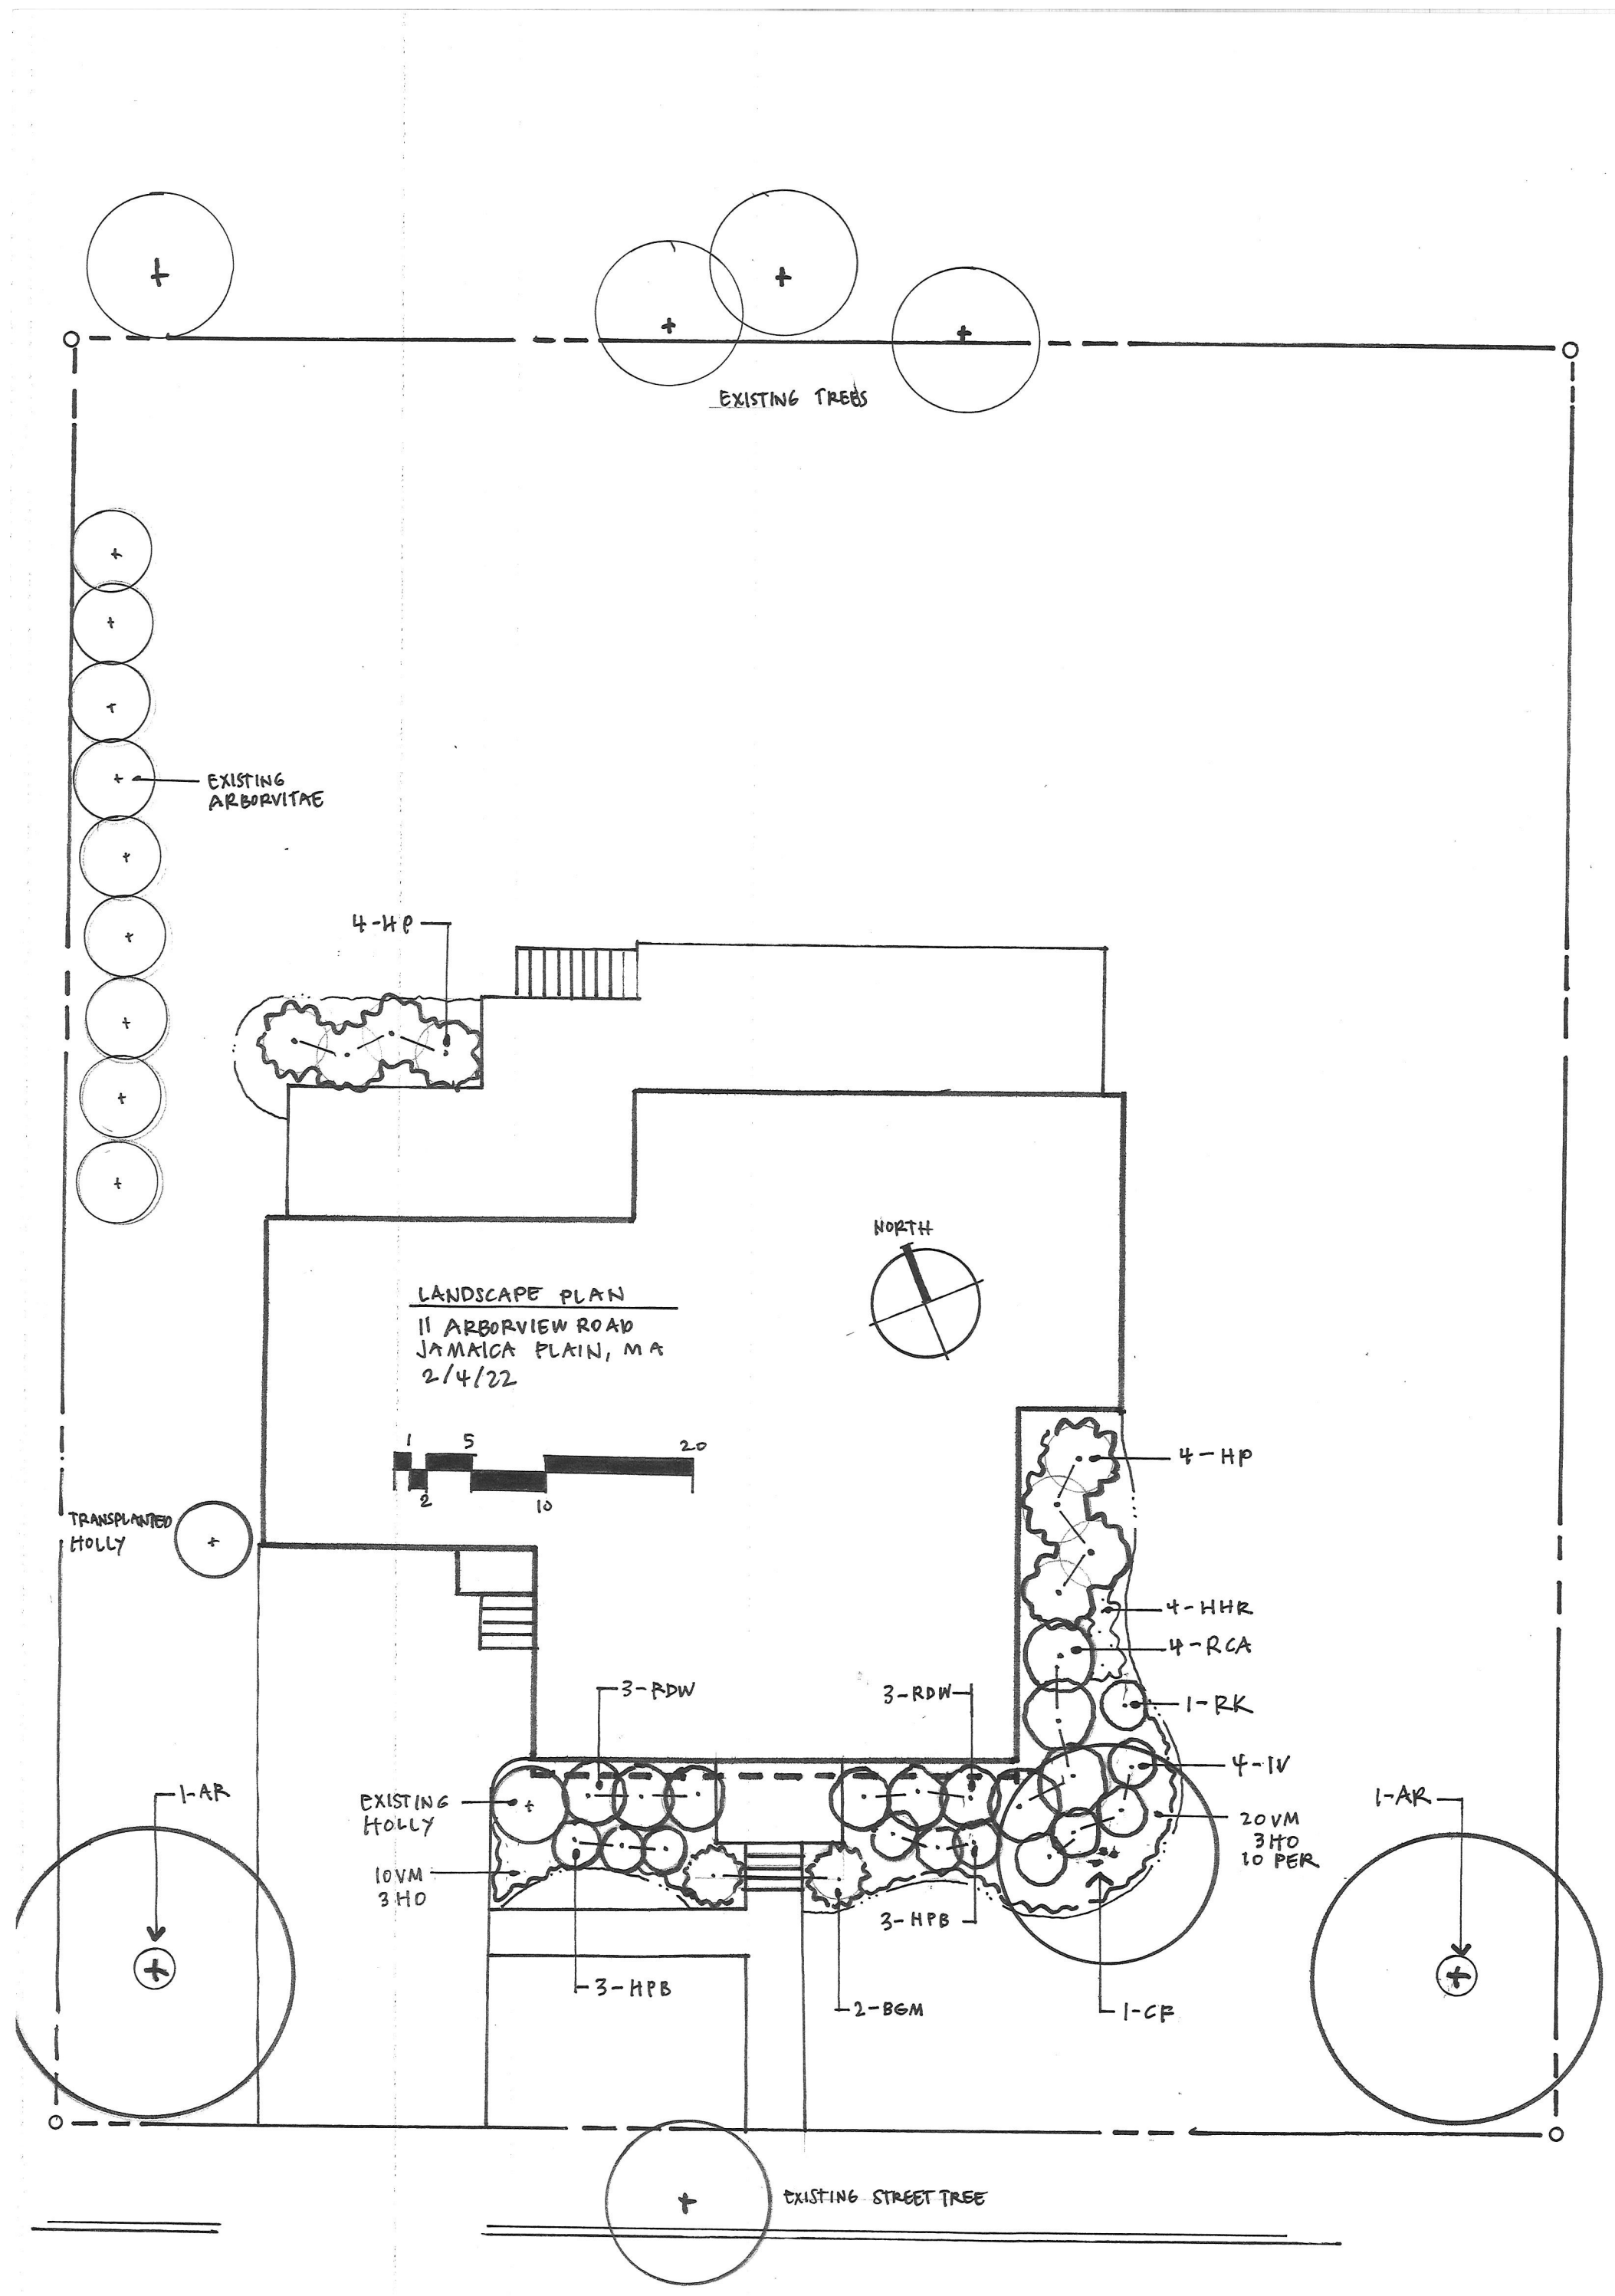 EXISTING TREES
EXISTING
ARBORVITAE
4-HP
NORTH
LANDSCAPE PLAN
11 ARBORVIEW ROAD
JAMAICA PLAIN, MA
2/4/22
1 5 20
2 10
4-HP
TRANSPLANTED
HOLLY
4-HHR
4-RCA
3-RDW
3-RDW
1-RK
4-IV
1-AR
EXISTING
HOLLY
1-AR
20VM
3HO
10 PER
10VM
3HO
3-HPB
3-HPB
2-BGM
1-CF
EXISTING STREET TREE